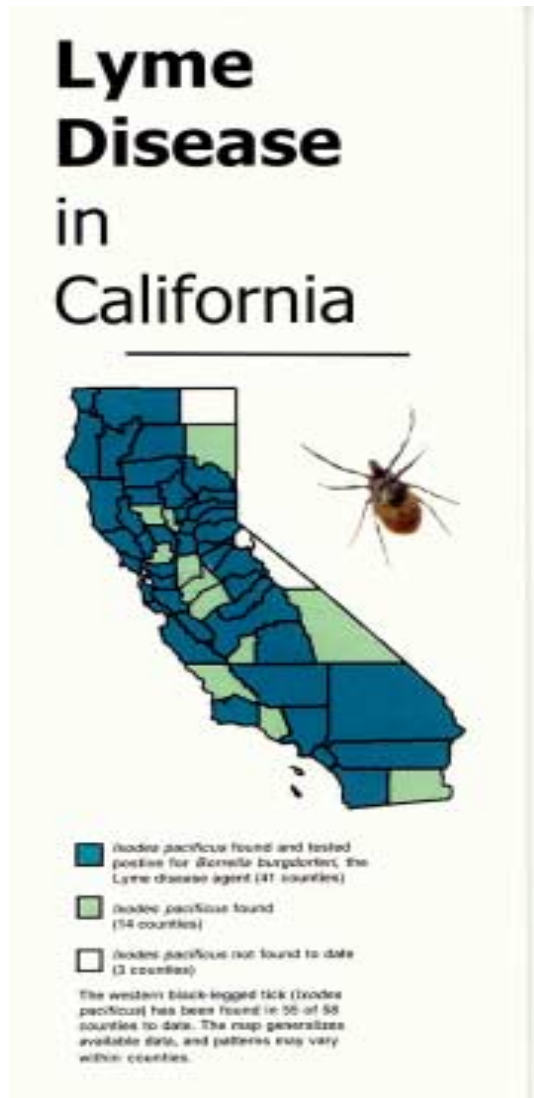 Lyme
Disease
in
California
Ixodes pacificus found and tested
postive for Borrelia burgdorferi, the
Lyme disease agent (41 counties)
Ixodes pacificus found
(14 counties)
Ixodes pacificus not found to date
(3 counties)
The western black-legged tick (Ixodes
pacificus) has been found in 55 of 58
counties to date. The map generalizes
available data, and patterns may vary
within counties.